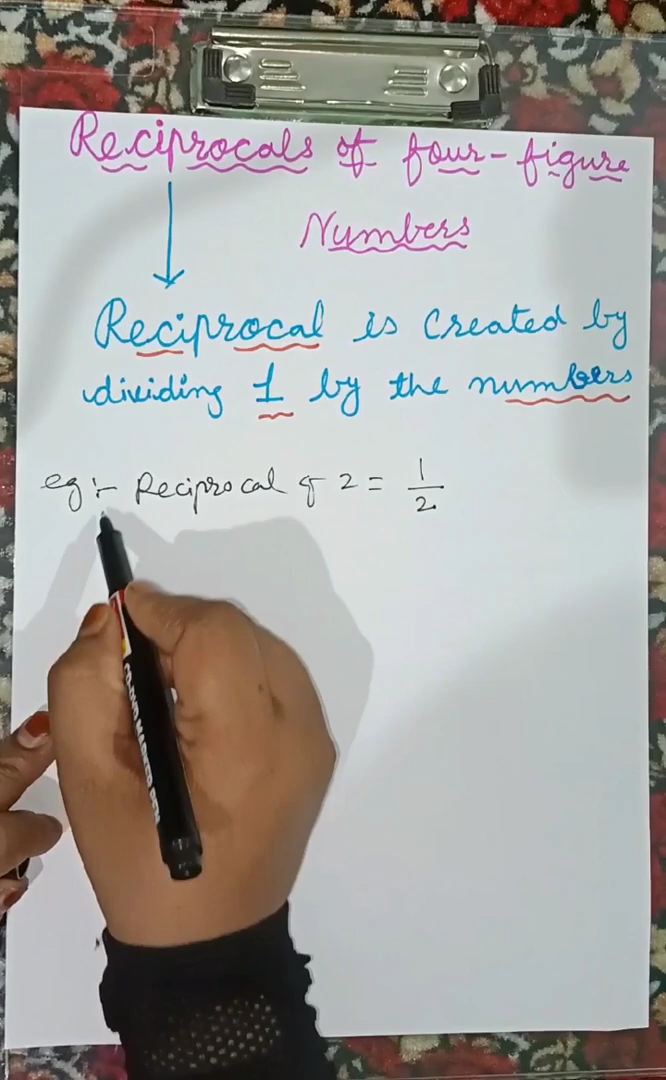 Reciprocals of four-figure
Numbers
Reciprocal is created by
dividing 1 by the numbers
eg:- Reciprocal of 2 = 1/2